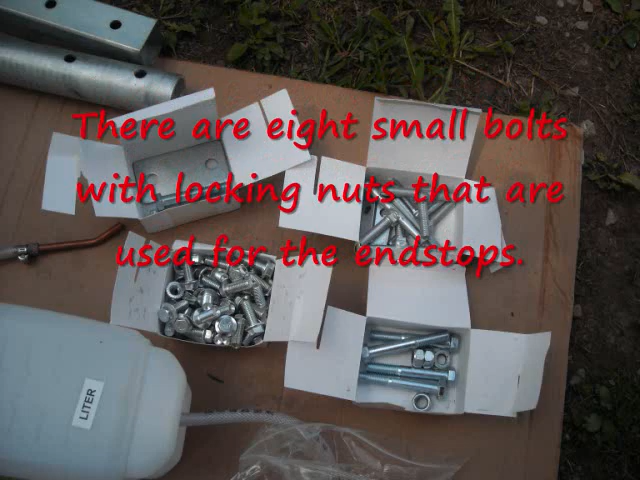 There are eight small bolts
with locking nuts that are
used for the endstops.
LITER